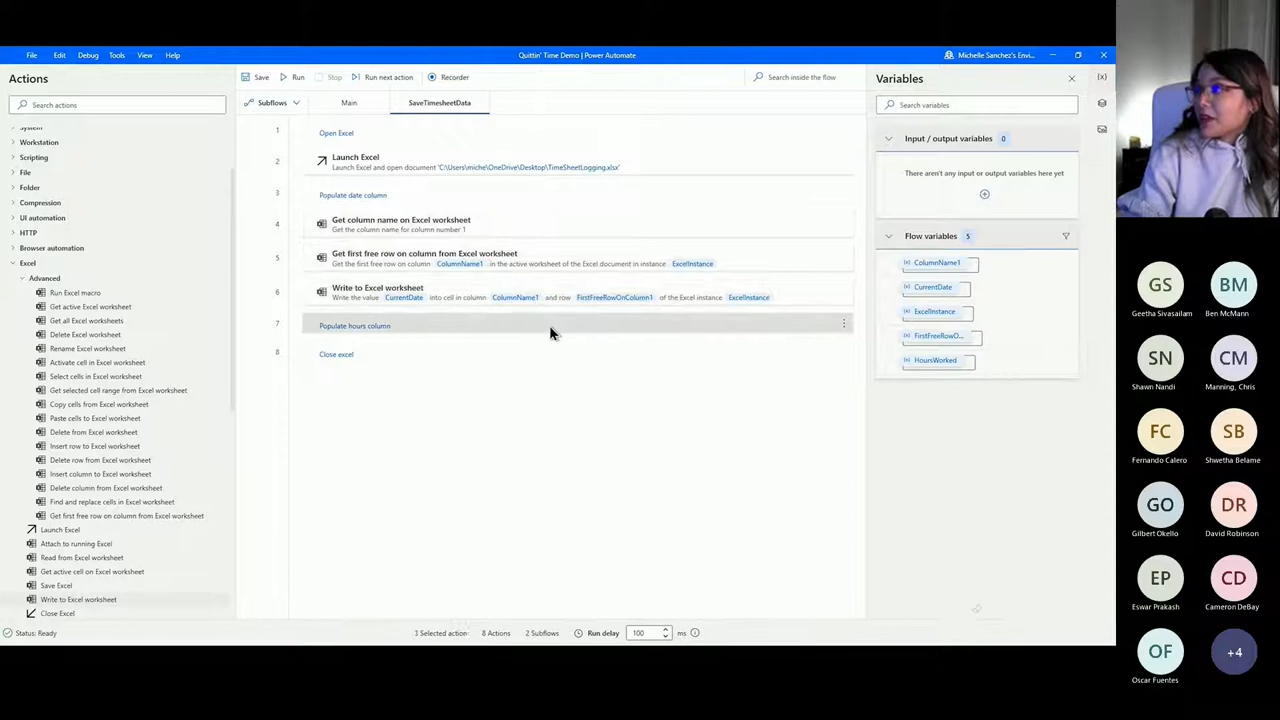 File Edit Debug Tools View Help
Quittin' Time Demo | Power Automate
Michelle Sanchez's Envi...
Actions
Search actions
System
Workstation
Scripting
File
Folder
Compression
UI automation
HTTP
Browser automation
Excel
Advanced
Run Excel macro
Get active Excel worksheet
Get all Excel worksheets
Delete Excel worksheet
Rename Excel worksheet
Activate cell in Excel worksheet
Select cells in Excel worksheet
Get selected cell range from Excel worksheet
Copy cells from Excel worksheet
Paste cells to Excel worksheet
Delete from Excel worksheet
Insert row to Excel worksheet
Delete row from Excel worksheet
Insert column to Excel worksheet
Delete column from Excel worksheet
Find and replace cells in Excel worksheet
Get first free row on column from Excel worksheet
Launch Excel
Attach to running Excel
Read from Excel worksheet
Get active cell on Excel worksheet
Save Excel
Write to Excel worksheet
Close Excel
Save Run Stop Run next action Recorder
Search inside the flow
Subflows Main SaveTimesheetData
1 Open Excel
2 Launch Excel
Launch Excel and open document 'C:\Users\miche\OneDrive\Desktop\TimeSheetLogging.xlsx'
3 Populate date column
4 Get column name on Excel worksheet
Get the column name for column number 1
5 Get first free row on column from Excel worksheet
Get the first free row on column ColumnName1 in the active worksheet of the Excel document in instance ExcelInstance
6 Write to Excel worksheet
Write the value CurrentDate into cell in column ColumnName1 and row FirstFreeRowOnColumn1 of the Excel instance ExcelInstance
7 Populate hours column
8 Close excel
Variables
Search variables
Input / output variables 0
There aren't any input or output variables here yet
Flow variables 5
(x) ColumnName1
(x) CurrentDate
(x) ExcelInstance
(x) FirstFreeRowO...
(x) HoursWorked
{x}
Status: Ready
3 Selected action:
8 Actions
2 Subflows
Run delay 100 ms
GS BM
Geetha Sivasailam Ben McMann
SN CM
Shawn Nandi Manning, Chris
FC SB
Fernando Calero Shwetha Belame
GO DR
Gilbert Okello David Robinson
EP CD
Eswar Prakash Cameron DeBay
OF +4
Oscar Fuentes